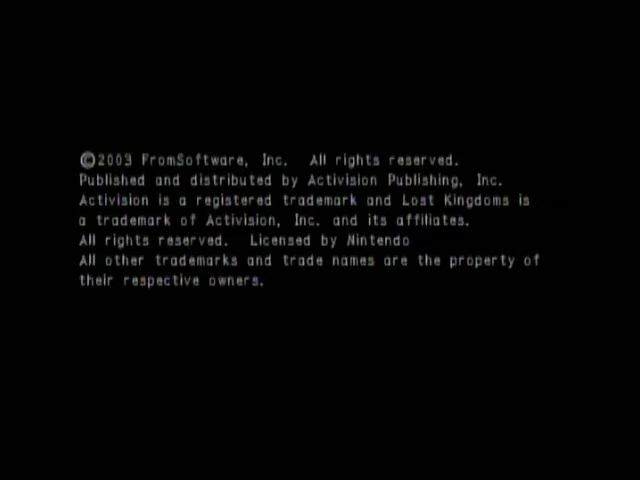 ©2003 FromSoftware, Inc. All rights reserved.
Published and distributed by Activision Publishing, Inc.
Activision is a registered trademark and Lost Kingdoms is
a trademark of Activision, Inc. and its affiliates.
All rights reserved. Licensed by Nintendo
All other trademarks and trade names are the property of
their respective owners.